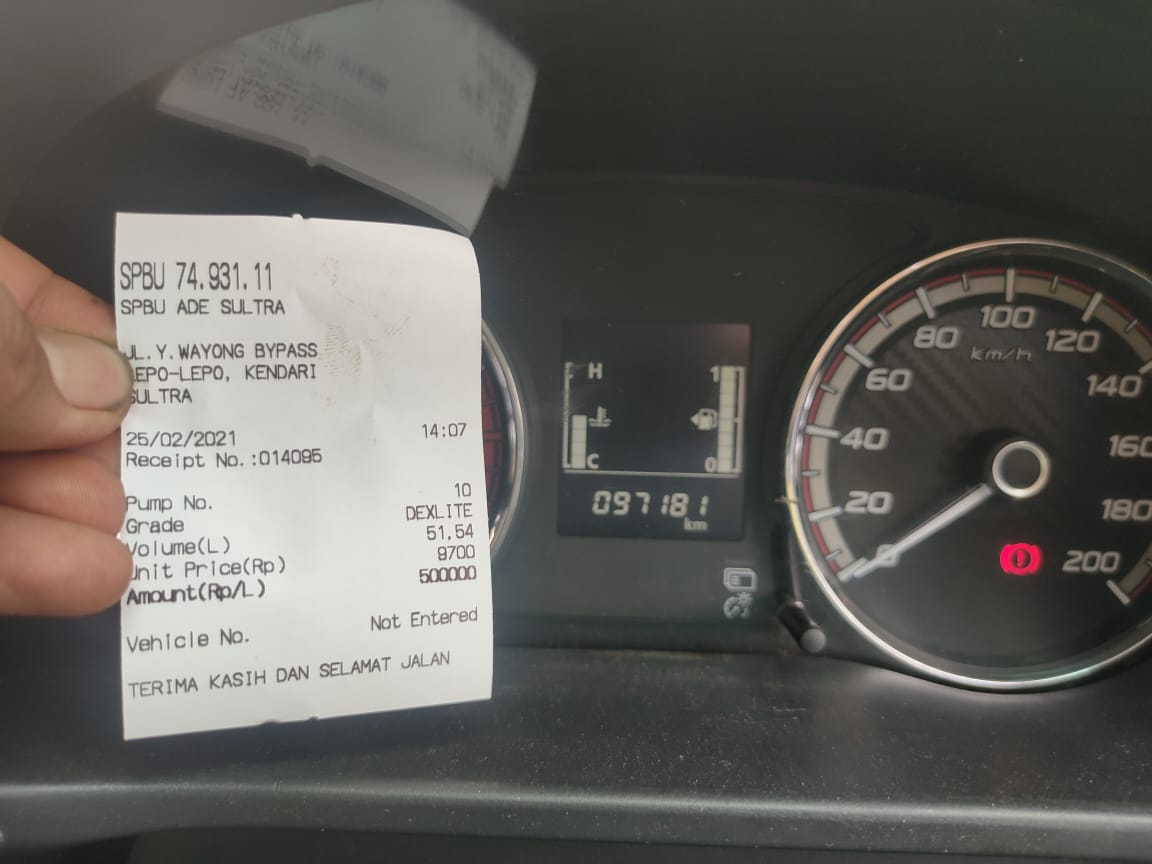 SPBU 74.931.11
SPBU ADE SULTRA
JL.Y.WAYONG BYPASS
LEPO-LEPO, KENDARI
SULTRA
25/02/2021 14:07
Receipt No.:014095
Pump No. 10
Grade DEXLITE
Volume(L) 51.54
Unit Price(Rp) 9700
Amount(Rp/L) 500000
Vehicle No. Not Entered
TERIMA KASIH DAN SELAMAT JALAN
H 1
C 0
097181
km
0
20
40
60
80
100
120
140
160
180
200
km/h